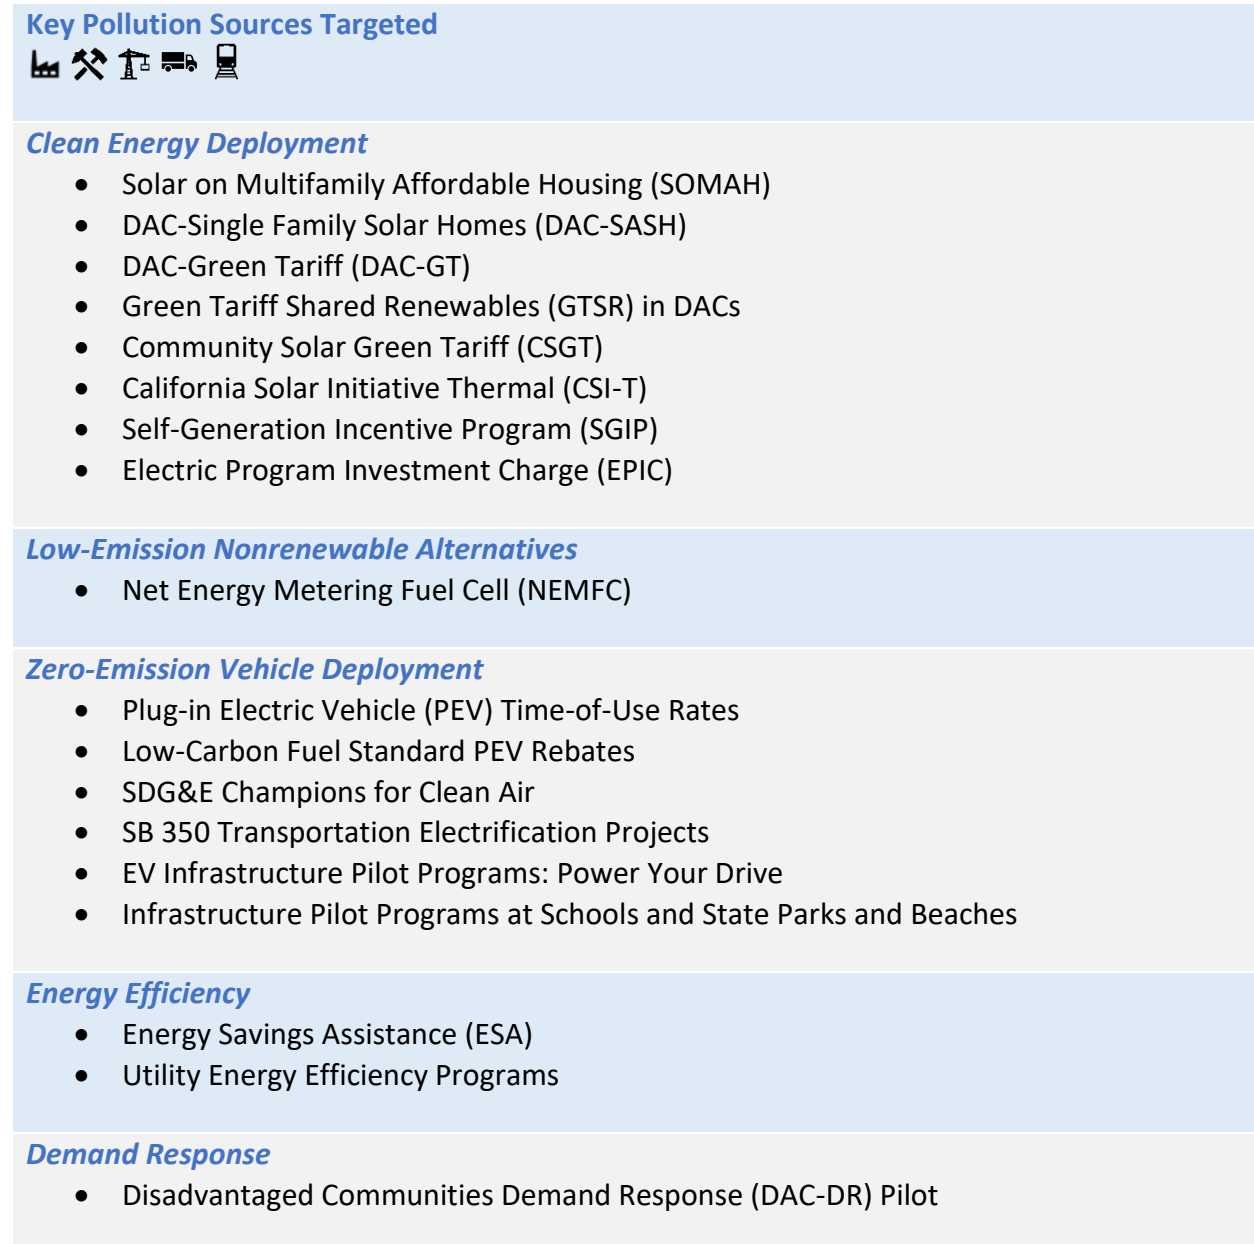 Key Pollution Sources Targeted
Clean Energy Deployment
• Solar on Multifamily Affordable Housing (SOMAH)
• DAC-Single Family Solar Homes (DAC-SASH)
• DAC-Green Tariff (DAC-GT)
• Green Tariff Shared Renewables (GTSR) in DACs
• Community Solar Green Tariff (CSGT)
• California Solar Initiative Thermal (CSI-T)
• Self-Generation Incentive Program (SGIP)
• Electric Program Investment Charge (EPIC)
Low-Emission Nonrenewable Alternatives
• Net Energy Metering Fuel Cell (NEMFC)
Zero-Emission Vehicle Deployment
• Plug-in Electric Vehicle (PEV) Time-of-Use Rates
• Low-Carbon Fuel Standard PEV Rebates
• SDG&E Champions for Clean Air
• SB 350 Transportation Electrification Projects
• EV Infrastructure Pilot Programs: Power Your Drive
• Infrastructure Pilot Programs at Schools and State Parks and Beaches
Energy Efficiency
• Energy Savings Assistance (ESA)
• Utility Energy Efficiency Programs
Demand Response
• Disadvantaged Communities Demand Response (DAC-DR) Pilot